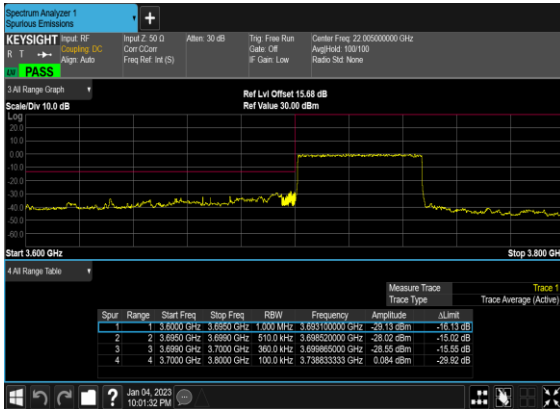 Spectrum Analyzer 1
Spurious Emissions
+
KEYSIGHT Input: RF Input Z: 50 Ω Atten: 30 dB Trig: Free Run Center Freq: 22.005000000 GHz
R T Coupling: DC Corr CCorr Gate: Off Avg|Hold: 100/100
Align: Auto Freq Ref: Int (S) IF Gain: Low Radio Std: None
LXI PASS
3 All Range Graph Ref Lvl Offset 15.68 dB
Scale/Div 10.0 dB Ref Value 30.00 dBm
Log
20.0
10.0
0.00
-10.0
-20.0
-30.0
-40.0
-50.0
-60.0
Start 3.600 GHz Stop 3.800 GH
4 All Range Table
Measure Trace Trace 1
Trace Type Trace Average (Active)
Spur Range Start Freq Stop Freq RBW Frequency Amplitude ΔLimit
1 1 3.6000 GHz 3.6950 GHz 1.000 MHz 3.693100000 GHz -29.13 dBm -16.13 dB
2 2 3.6950 GHz 3.6990 GHz 510.0 kHz 3.698520000 GHz -28.02 dBm -15.02 dB
3 3 3.6990 GHz 3.7000 GHz 360.0 kHz 3.699865000 GHz -28.55 dBm -15.55 dB
4 4 3.7000 GHz 3.8000 GHz 100.0 kHz 3.738833333 GHz 0.084 dBm -29.92 dB
? Jan 04, 2023
10:01:32 PM